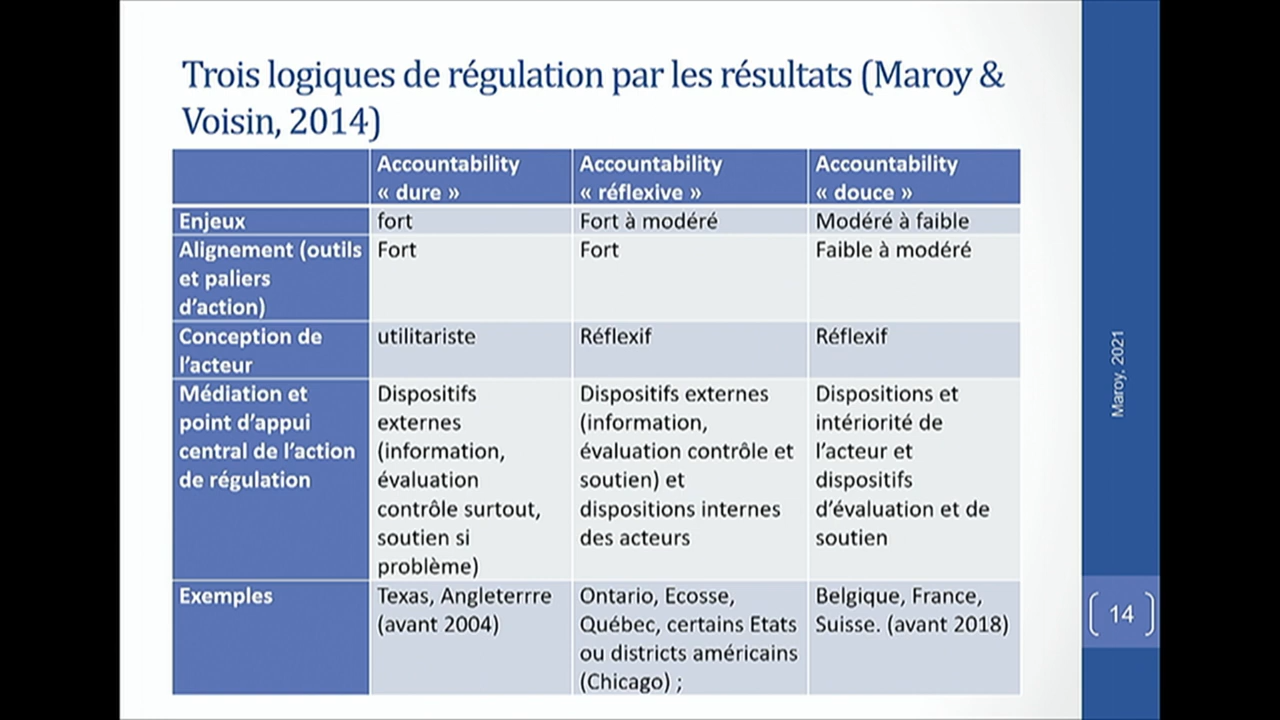 Trois logiques de régulation par les résultats (Maroy &
Voisin, 2014)
Accountability
« dure »
Accountability
« réflexive »
Accountability
« douce »
Enjeux
fort
Fort à modéré
Modéré à faible
Alignement (outils
et paliers
d’action)
Fort
Fort
Faible à modéré
Conception de
l’acteur
utilitariste
Réflexif
Réflexif
Médiation et
point d’appui
central de l’action
de régulation
Dispositifs
externes
(information,
évaluation
contrôle surtout,
soutien si
problème)
Dispositifs externes
(information,
évaluation contrôle et
soutien) et
dispositions internes
des acteurs
Dispositions et
intériorité de
l’acteur et
dispositifs
d’évaluation et de
soutien
Exemples
Texas, Angleterrre
(avant 2004)
Ontario, Ecosse,
Québec, certains Etats
ou districts américains
(Chicago) ;
Belgique, France,
Suisse. (avant 2018)
Maroy, 2021
14